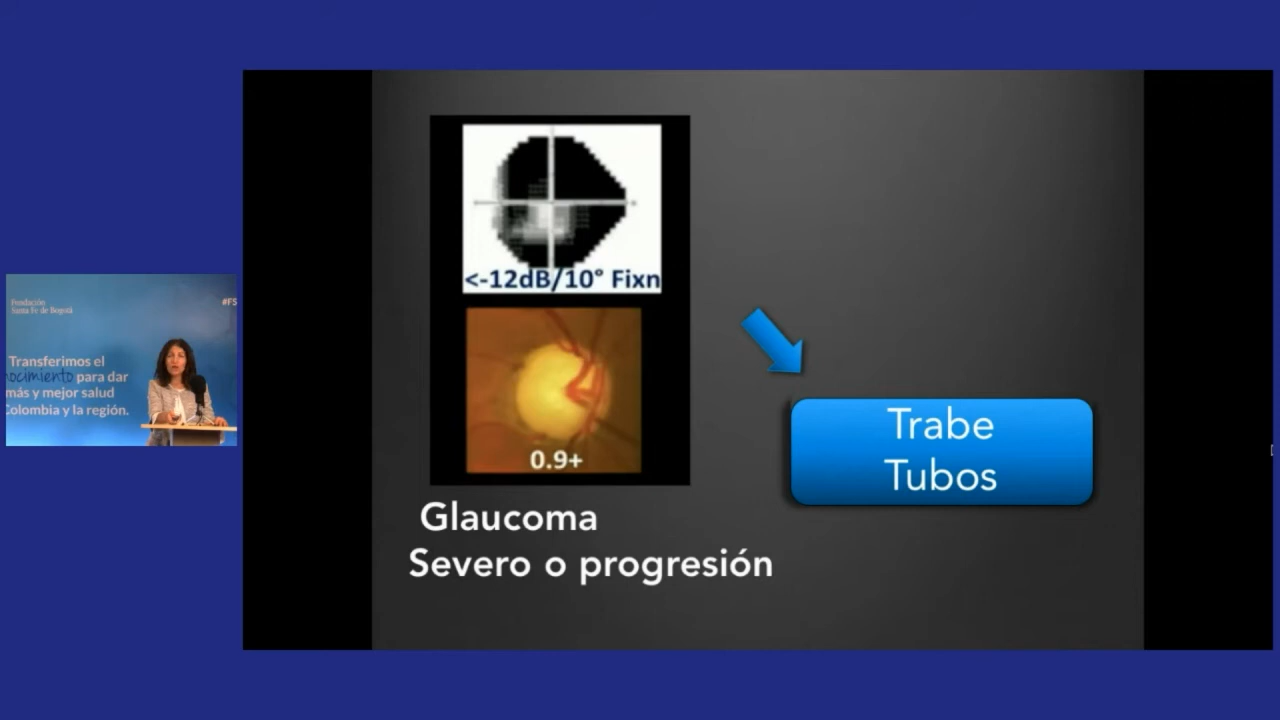 Fundación
Santa Fe de Bogotá
#FS
Transferimos el
nocimiento para dar
más y mejor salud
Colombia y la región.
<-12dB/10° Fixn
0.9+
Glaucoma
Severo o progresión
Trabe
Tubos